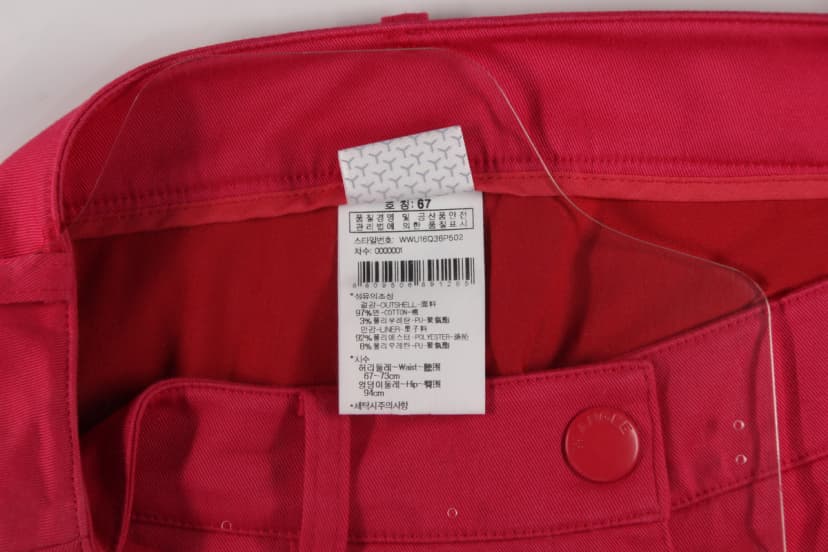 호 칭: 67
품질경영 및 공산품안전
관리법에 의한 품질표시
스타일번호: WWU16Q36P502
차수: 0000001
*섬유의조성
겉감-OUTSHELL-面料
97%면-COTTON-棉
3%폴리우레탄-PU-聚氨酯
안감-LINER-里子料
92%폴리에스터-POLYESTER-涤纶
8%폴리우레탄-PU-聚氨酯
*치수
허리둘레-Waist-腰围
67~73cm
엉덩이둘레-Hip-臀围
94cm
*세탁시주의사항